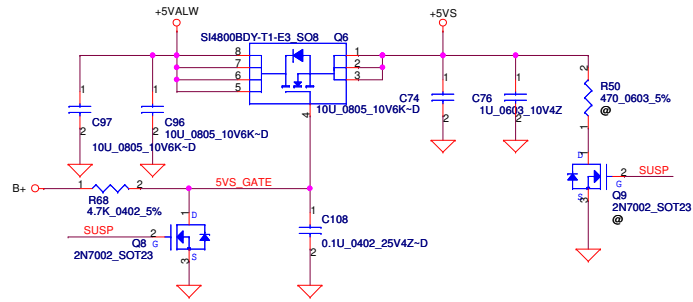 +5VALW
+5VS
SI4800BDY-T1-E3_SO8 Q6
8
7
6
5
1
2
3
4
1
2
C97
10U_0805_10V6K~D
1
2
C96
10U_0805_10V6K~D
1
2
C74
10U_0805_10V6K~D
1
2
C76
1U_0603_10V4Z
2
1
R50
470_0603_5%
@
B+
1
2
R68
4.7K_0402_5%
5VS_GATE
SUSP
2
G
1
D
3
S
Q8
2N7002_SOT23
1
2
C108
0.1U_0402_25V4Z~D
1
D
2
G
3
S
SUSP
Q9
2N7002_SOT23
@